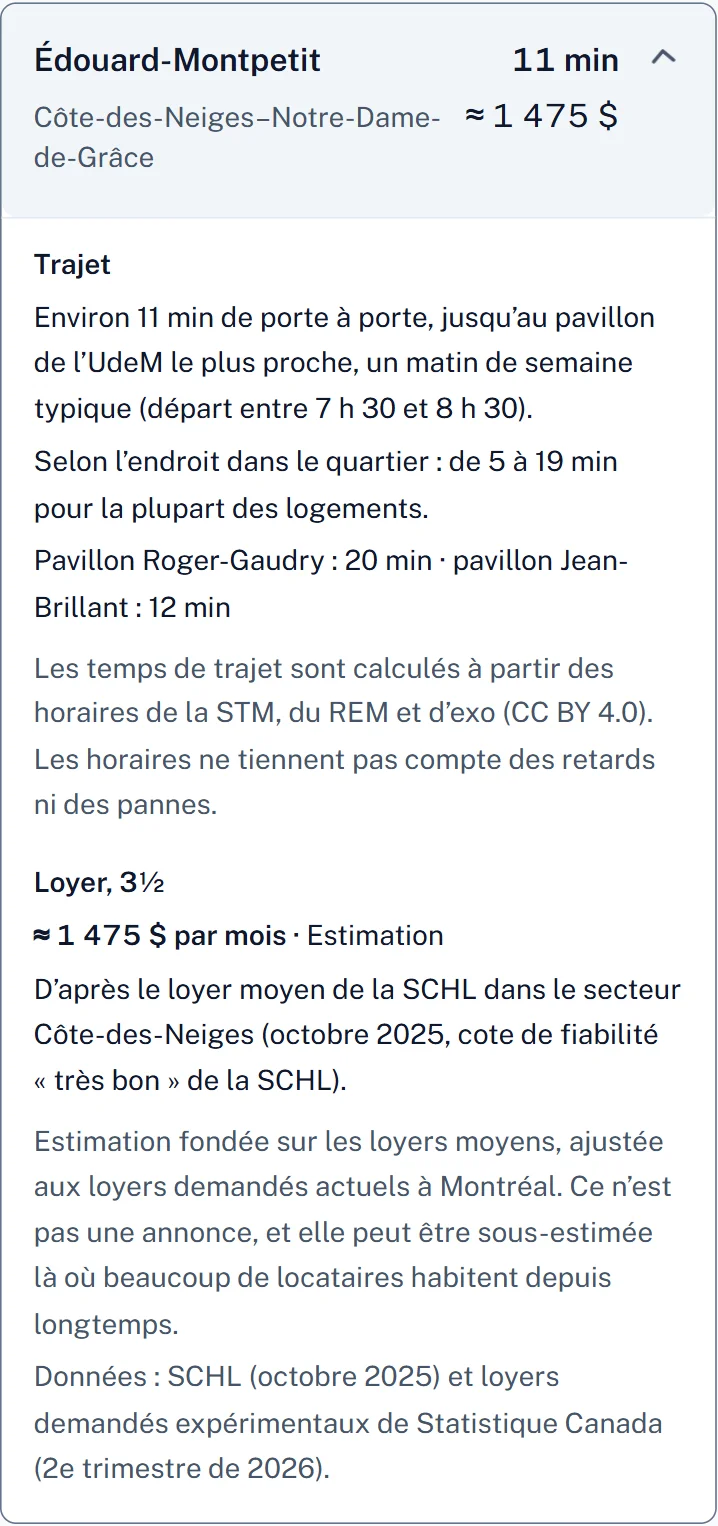 Édouard-Montpetit
11 min
Côte-des-Neiges–Notre-Dame-
de-Grâce
≈ 1 475 $
Trajet
Environ 11 min de porte à porte, jusqu’au pavillon
de l’UdeM le plus proche, un matin de semaine
typique (départ entre 7 h 30 et 8 h 30).
Selon l’endroit dans le quartier : de 5 à 19 min
pour la plupart des logements.
Pavillon Roger-Gaudry : 20 min · pavillon Jean-
Brillant : 12 min
Les temps de trajet sont calculés à partir des
horaires de la STM, du REM et d’exo (CC BY 4.0).
Les horaires ne tiennent pas compte des retards
ni des pannes.
Loyer, 3½
≈ 1 475 $ par mois · Estimation
D’après le loyer moyen de la SCHL dans le secteur
Côte-des-Neiges (octobre 2025, cote de fiabilité
« très bon » de la SCHL).
Estimation fondée sur les loyers moyens, ajustée
aux loyers demandés actuels à Montréal. Ce n’est
pas une annonce, et elle peut être sous-estimée
là où beaucoup de locataires habitent depuis
longtemps.
Données : SCHL (octobre 2025) et loyers
demandés expérimentaux de Statistique Canada
(2e trimestre de 2026).